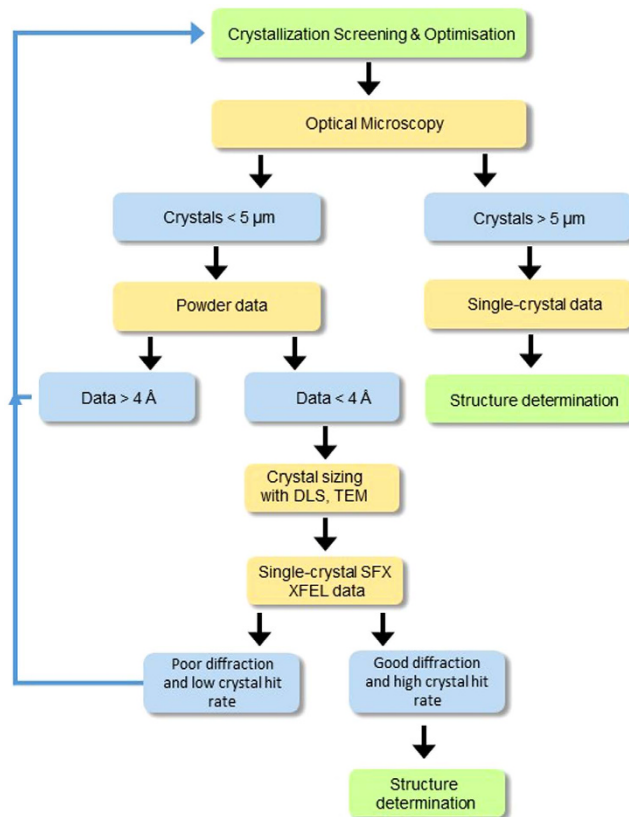 Crystallization Screening & Optimisation
Optical Microscopy
Crystals < 5 µm
Crystals > 5 µm
Powder data
Single-crystal data
Data > 4 Å
Data < 4 Å
Structure determination
Crystal sizing
with DLS, TEM
Single-crystal SFX
XFEL data
Poor diffraction
and low crystal hit
rate
Good diffraction
and high crystal hit
rate
Structure
determination